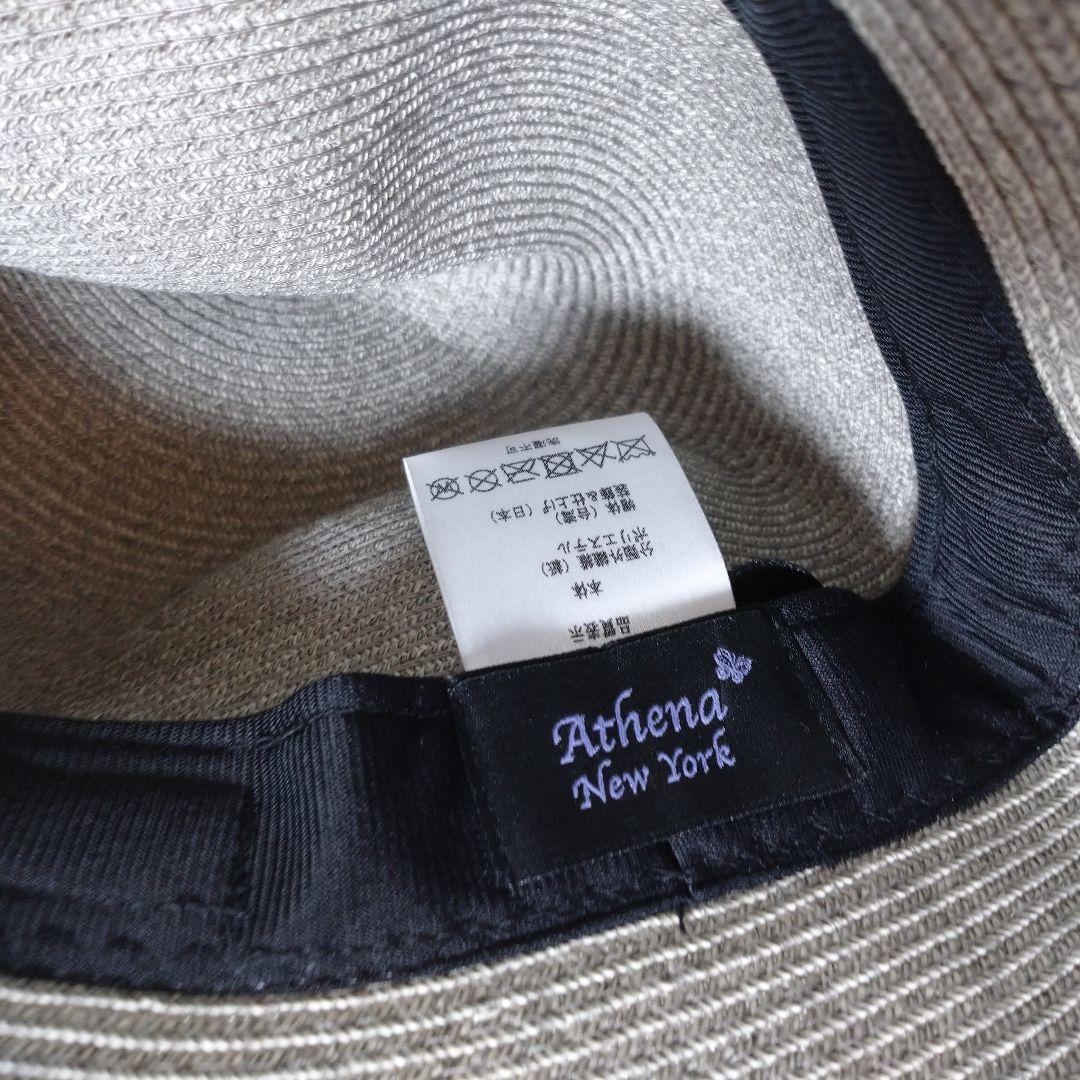 品質表示
本体
分類外繊維（紙）
ポリエステル
帽体（台湾）
装飾&仕上げ（日本）
洗濯不可
Athena
New York